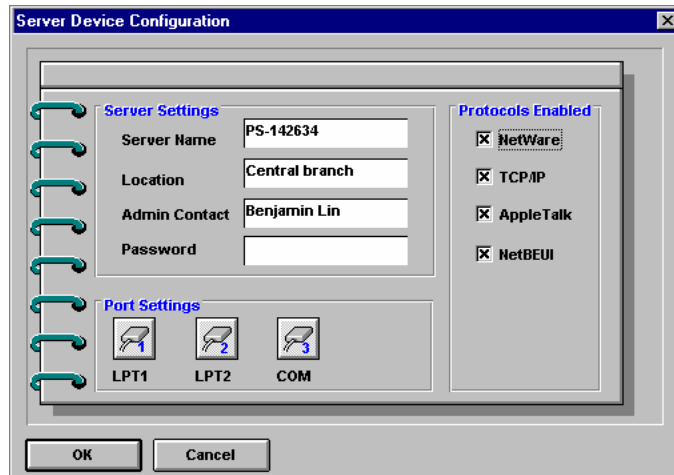 Server Device Configuration
Server Settings
Server Name PS-142634
Location Central branch
Admin Contact Benjamin Lin
Password
Protocols Enabled
NetWare
TCP/IP
AppleTalk
NetBEUI
Port Settings
1 2 3
LPT1 LPT2 COM
OK Cancel